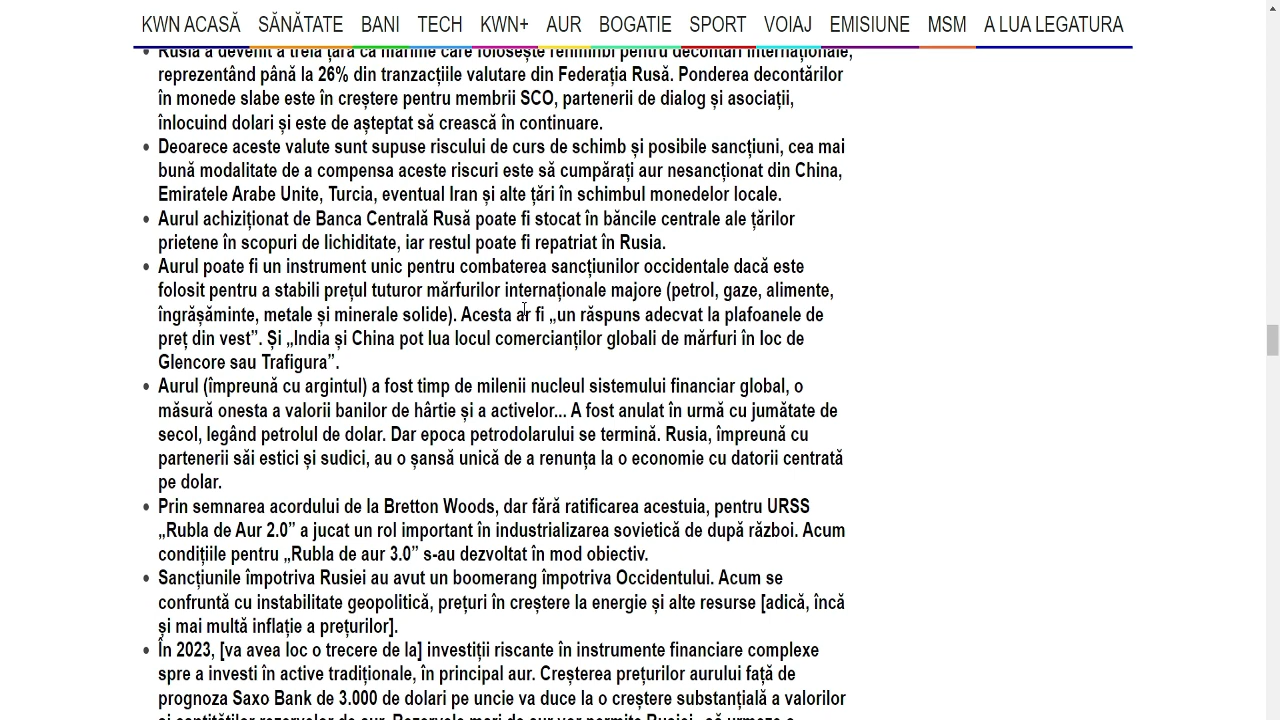 KWN ACASĂ SĂNĂTATE BANI TECH KWN+ AUR BOGATIE SPORT VOIAJ EMISIUNE MSM A LUA LEGATURA
Rusia a devenit a treia țară ca mărime care folosește renminbi pentru decontări internaționale,
reprezentând până la 26% din tranzacțiile valutare din Federația Rusă. Ponderea decontărilor
în monede slabe este în creștere pentru membrii SCO, partenerii de dialog și asociații,
înlocuind dolari și este de așteptat să crească în continuare.
Deoarece aceste valute sunt supuse riscului de curs de schimb și posibile sancțiuni, cea mai
bună modalitate de a compensa aceste riscuri este să cumpărați aur nesancționat din China,
Emiratele Arabe Unite, Turcia, eventual Iran și alte țări în schimbul monedelor locale.
Aurul achiziționat de Banca Centrală Rusă poate fi stocat în băncile centrale ale țărilor
prietene în scopuri de lichiditate, iar restul poate fi repatriat în Rusia.
Aurul poate fi un instrument unic pentru combaterea sancțiunilor occidentale dacă este
folosit pentru a stabili prețul tuturor mărfurilor internaționale majore (petrol, gaze, alimente,
îngrășăminte, metale și minerale solide). Acesta ar fi „un răspuns adecvat la plafoanele de
preț din vest”. Și „India și China pot lua locul comercianților globali de mărfuri în loc de
Glencore sau Trafigura”.
Aurul (împreună cu argintul) a fost timp de milenii nucleul sistemului financiar global, o
măsură onesta a valorii banilor de hârtie și a activelor... A fost anulat în urmă cu jumătate de
secol, legând petrolul de dolar. Dar epoca petrodolarului se termină. Rusia, împreună cu
partenerii săi estici și sudici, au o șansă unică de a renunța la o economie cu datorii centrată
pe dolar.
Prin semnarea acordului de la Bretton Woods, dar fără ratificarea acestuia, pentru URSS
„Rubla de Aur 2.0” a jucat un rol important în industrializarea sovietică de după război. Acum
condițiile pentru „Rubla de aur 3.0” s-au dezvoltat în mod obiectiv.
Sancțiunile împotriva Rusiei au avut un boomerang împotriva Occidentului. Acum se
confruntă cu instabilitate geopolitică, prețuri în creștere la energie și alte resurse [adică, încă
și mai multă inflație a prețurilor].
În 2023, [va avea loc o trecere de la] investiții riscante în instrumente financiare complexe
spre a investi în active tradiționale, în principal aur. Creșterea prețurilor aurului față de
prognoza Saxo Bank de 3.000 de dolari pe uncie va duce la o creștere substanțială a valorilor